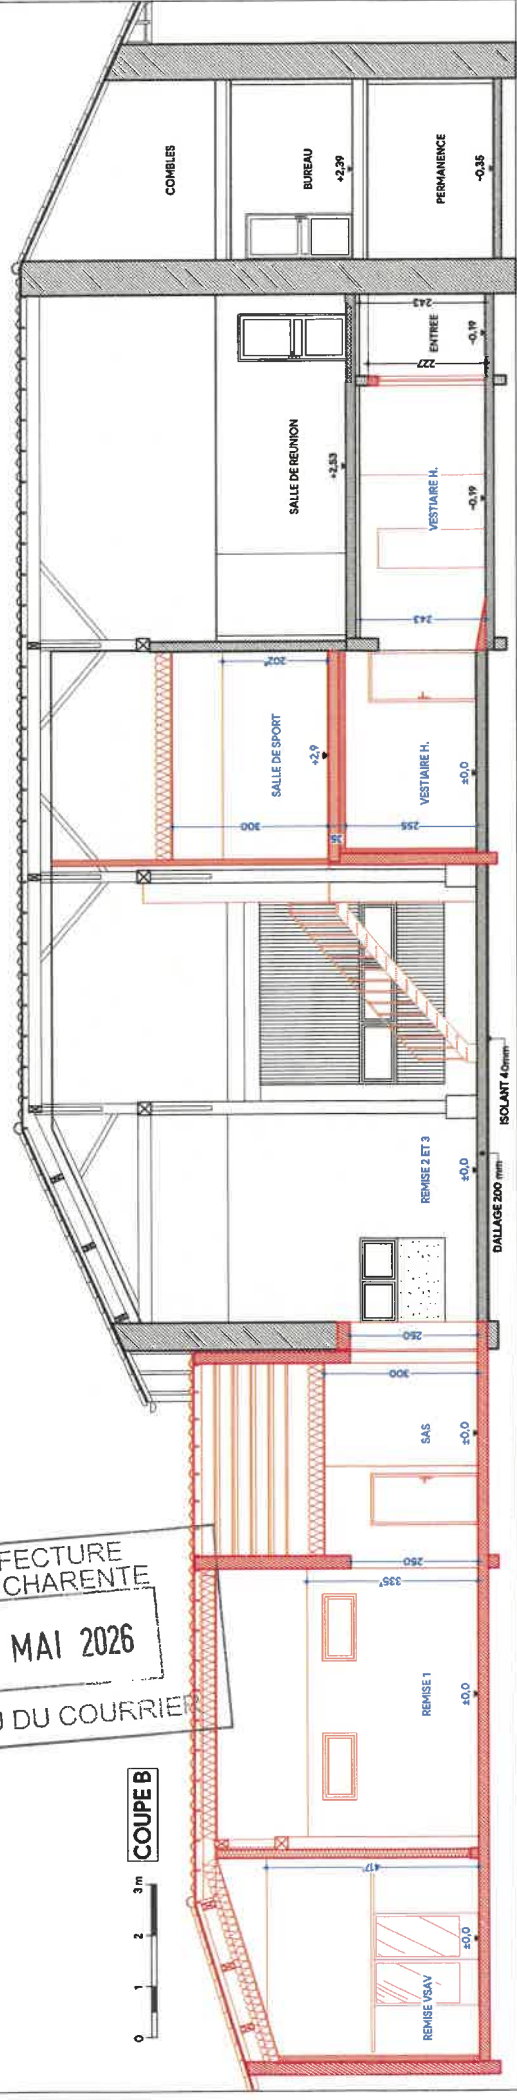 COUPE B
0 1 2 3 m
FECTURE
CHARENTE
MAI 2026
U DU COURRIER
REMISE VSAV
±0,0
417⁵
REMISE 1
±0,0
335⁵
250
SAS
±0,0
300
250
REMISE 2 ET 3
±0,0
DALLAGE 200 mm
ISOLANT 40mm
SALLE DE SPORT
+2,9
300
202⁵
35
VESTIAIRE H.
±0,0
255
SALLE DE REUNION
+2,53
VESTIAIRE H.
-0,19
243
ENTREE
-0,19
227
243
COMBLES
BUREAU
+2,39
PERMANENCE
-0,35